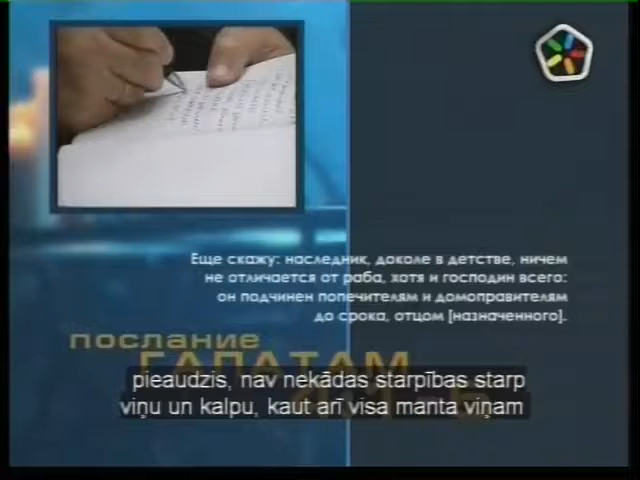 Еще скажу: наследник, доколе в детстве, ничем
не отличается от раба, хотя и господин всего:
он подчинен попечителям и домоправителям
до срока, отцом [назначенного].
послание
ГАЛАТАМ
pieaudzis, nav nekādas starpības starp
viņu un kalpu, kaut arī visa manta viņam